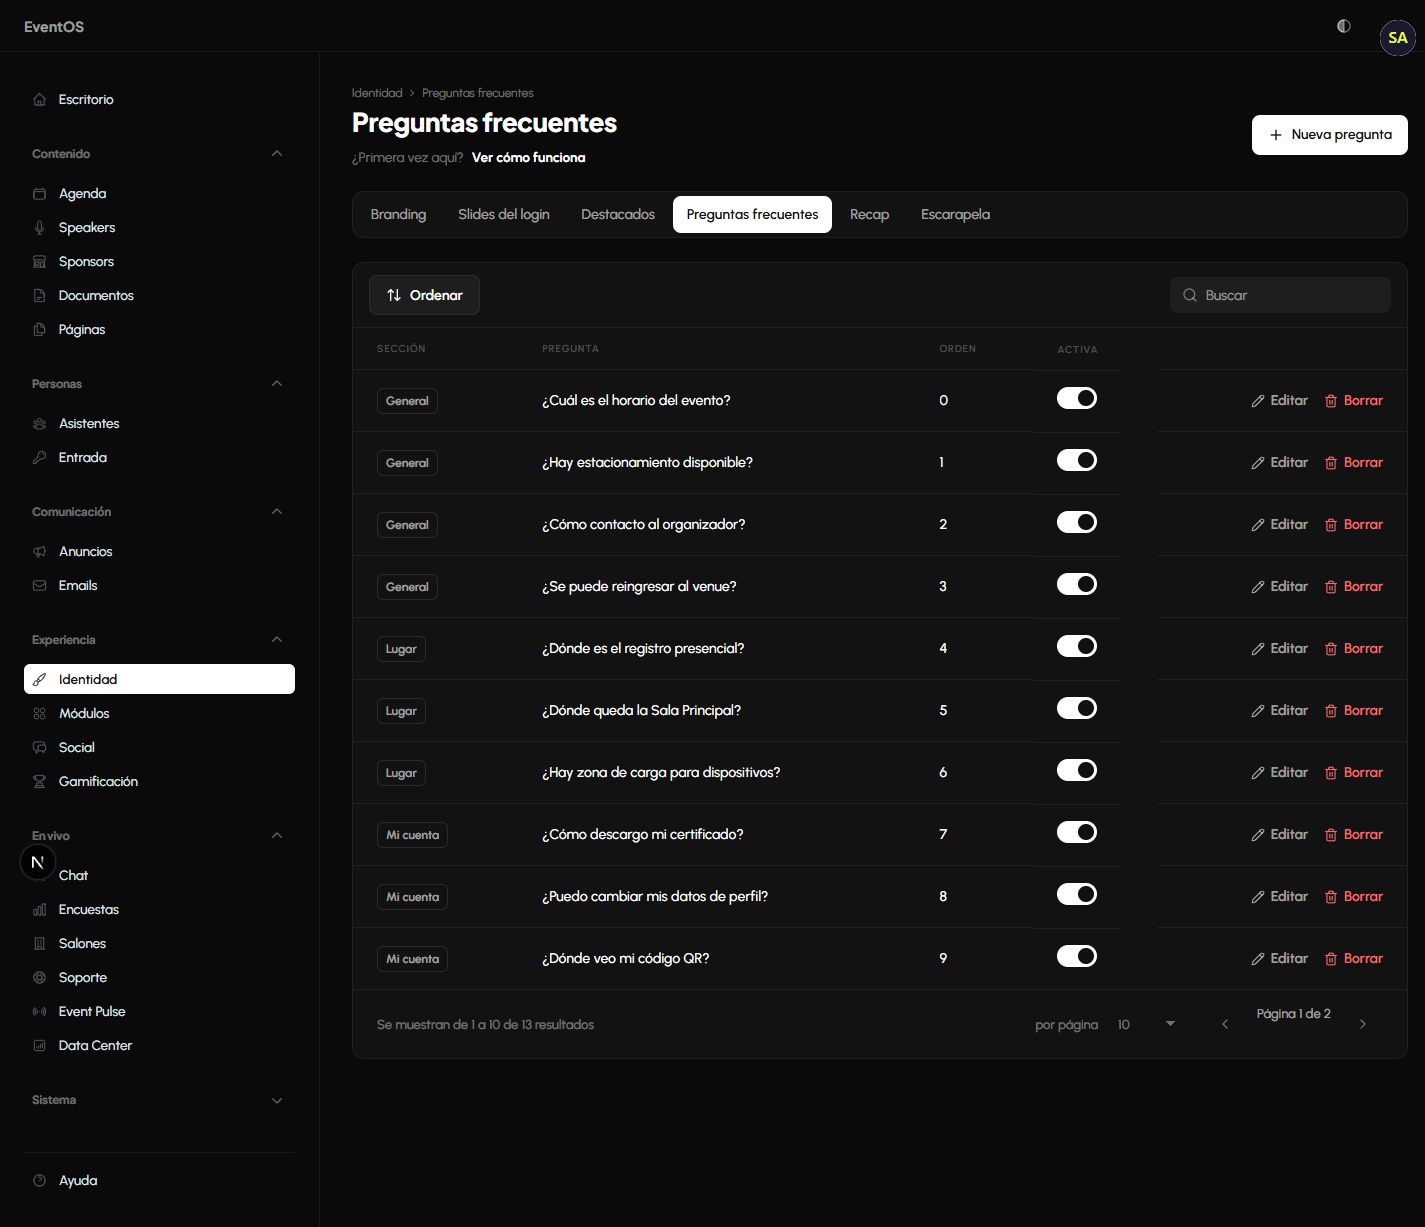 EventOS
SA
Escritorio
Contenido
Agenda
Speakers
Sponsors
Documentos
Páginas
Personas
Asistentes
Entrada
Comunicación
Anuncios
Emails
Experiencia
Identidad
Módulos
Social
Gamificación
En vivo
N
Chat
Encuestas
Salones
Soporte
Event Pulse
Data Center
Sistema
Ayuda
Identidad > Preguntas frecuentes
Preguntas frecuentes
¿Primera vez aquí? Ver cómo funciona
Nueva pregunta
Branding Slides del login Destacados Preguntas frecuentes Recap Escarapela
Ordenar Buscar
SECCIÓN PREGUNTA ORDEN ACTIVA
General ¿Cuál es el horario del evento? 0 Editar Borrar
General ¿Hay estacionamiento disponible? 1 Editar Borrar
General ¿Cómo contacto al organizador? 2 Editar Borrar
General ¿Se puede reingresar al venue? 3 Editar Borrar
Lugar ¿Dónde es el registro presencial? 4 Editar Borrar
Lugar ¿Dónde queda la Sala Principal? 5 Editar Borrar
Lugar ¿Hay zona de carga para dispositivos? 6 Editar Borrar
Mi cuenta ¿Cómo descargo mi certificado? 7 Editar Borrar
Mi cuenta ¿Puedo cambiar mis datos de perfil? 8 Editar Borrar
Mi cuenta ¿Dónde veo mi código QR? 9 Editar Borrar
Se muestran de 1 a 10 de 13 resultados por página 10 Página 1 de 2